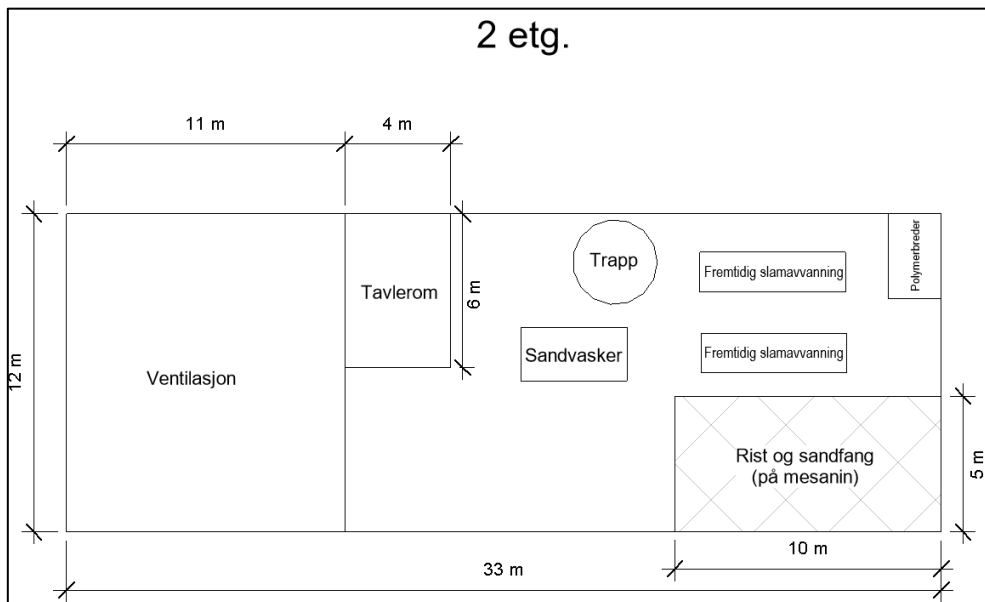 2 etg.
11 m
4 m
Trapp
Fremtidig slamavvanning
Polymerbreder
Tavlerom
6 m
Sandvasker
Fremtidig slamavvanning
12 m
Ventilasjon
Rist og sandfang
(på mesanin)
5 m
10 m
33 m